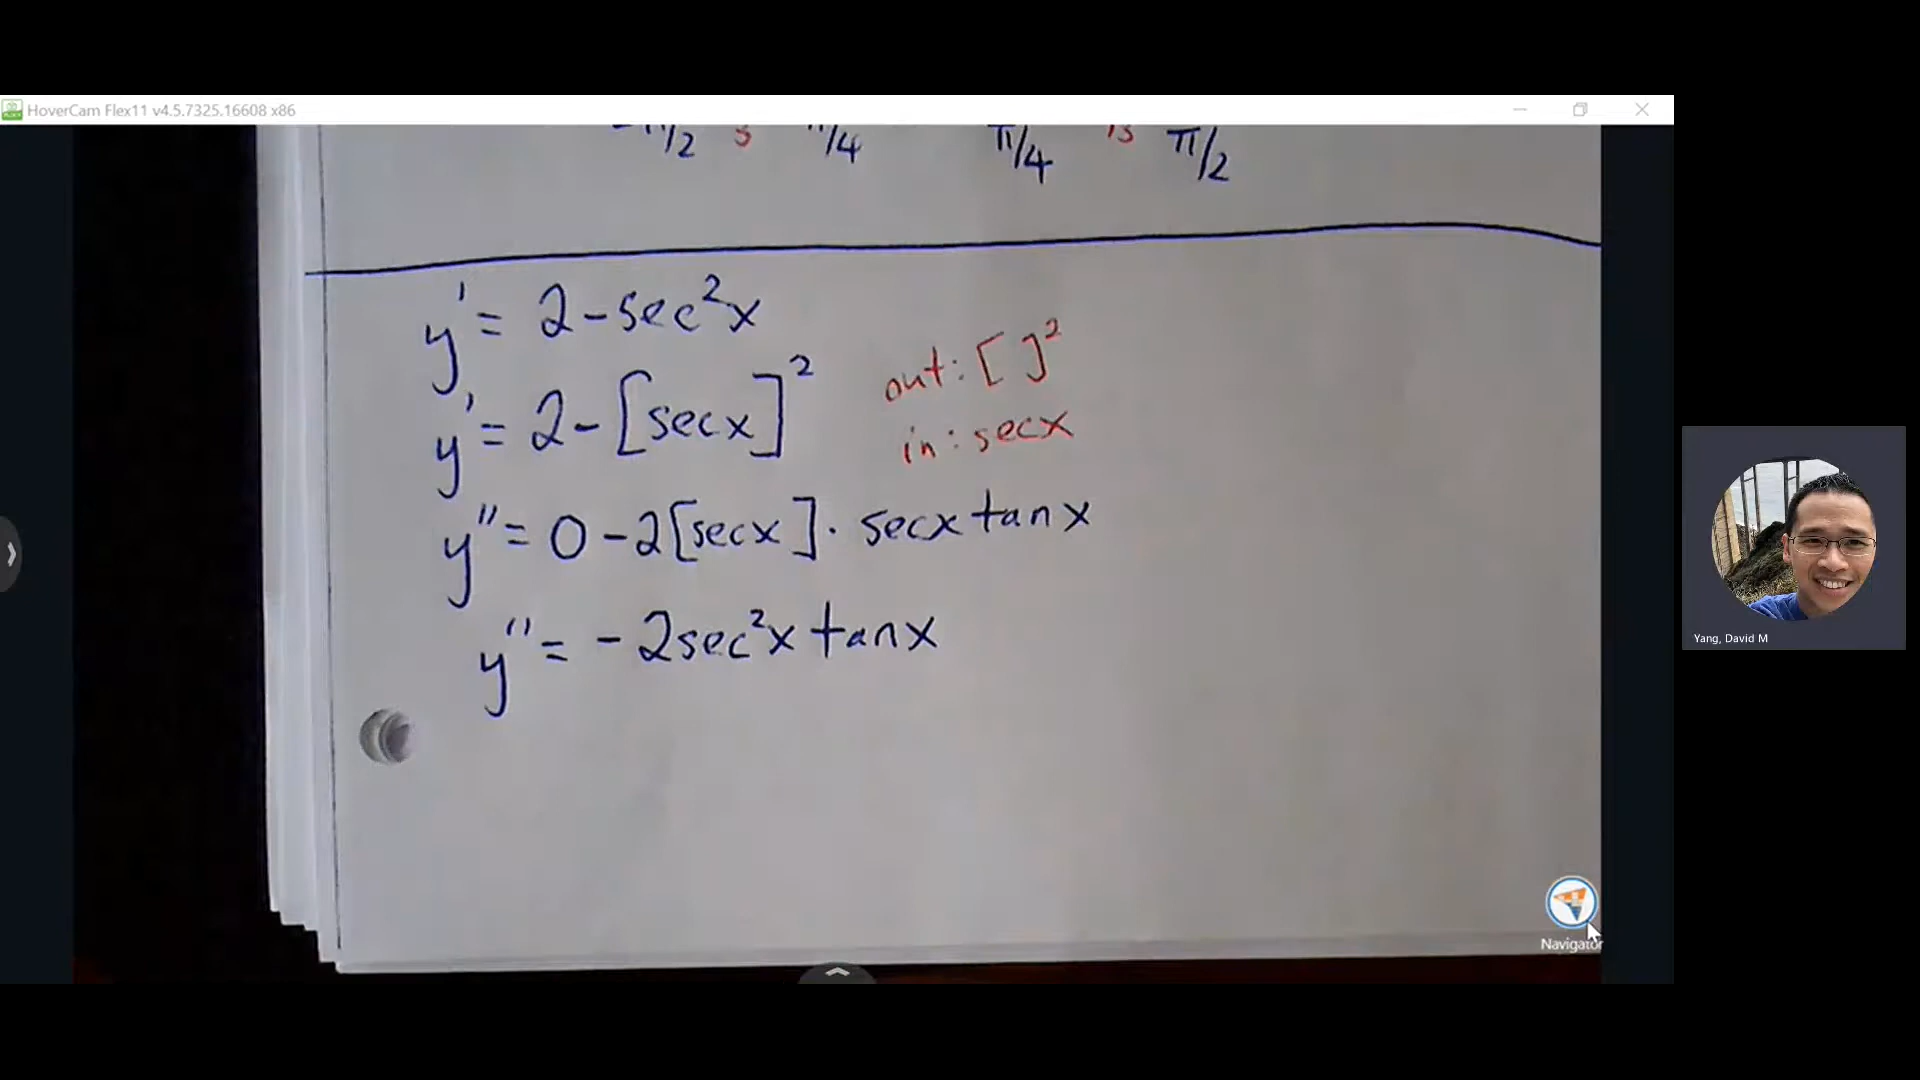 HoverCam Flex11 v4.5.7325.16608 x86
π/4 π/2
y' = 2 - sec²x
y' = 2 - [secx]²
out: [ ]²
in: secx
y'' = 0 - 2[secx] · secx tanx
y'' = - 2sec²x tanx
Yang, David M
Navigator